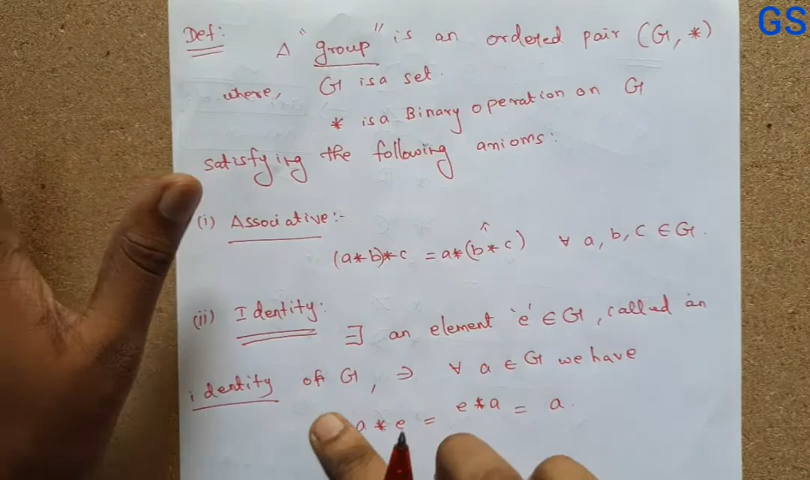 GS
Def: A "group" is an ordered pair (G, *)
where, G is a set.
* is a Binary operation on G
satisfying the following anioms:
(i) Associative:-
(a*b)*c = a*(b*c) ∀ a, b, c ∈ G.
(ii) Identity:
∃ an element 'e' ∈ G, called an
identity of G, ∋ ∀ a ∈ G we have
a * e = e * a = a.